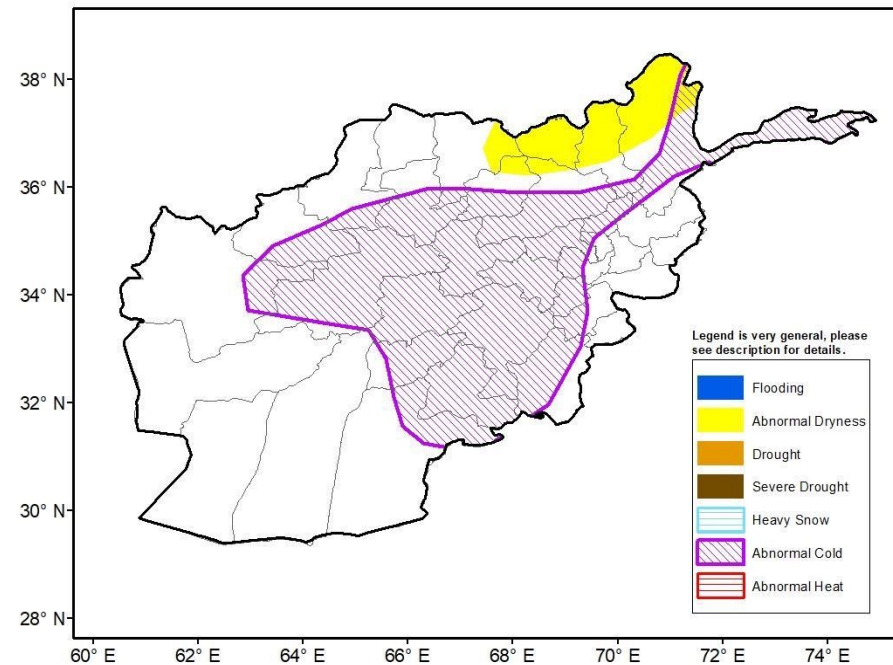 38° N
36° N
34° N
32° N
30° N
28° N
60° E 62° E 64° E 66° E 68° E 70° E 72° E 74° E
Legend is very general, please
see description for details.
Flooding
Abnormal Dryness
Drought
Severe Drought
Heavy Snow
Abnormal Cold
Abnormal Heat